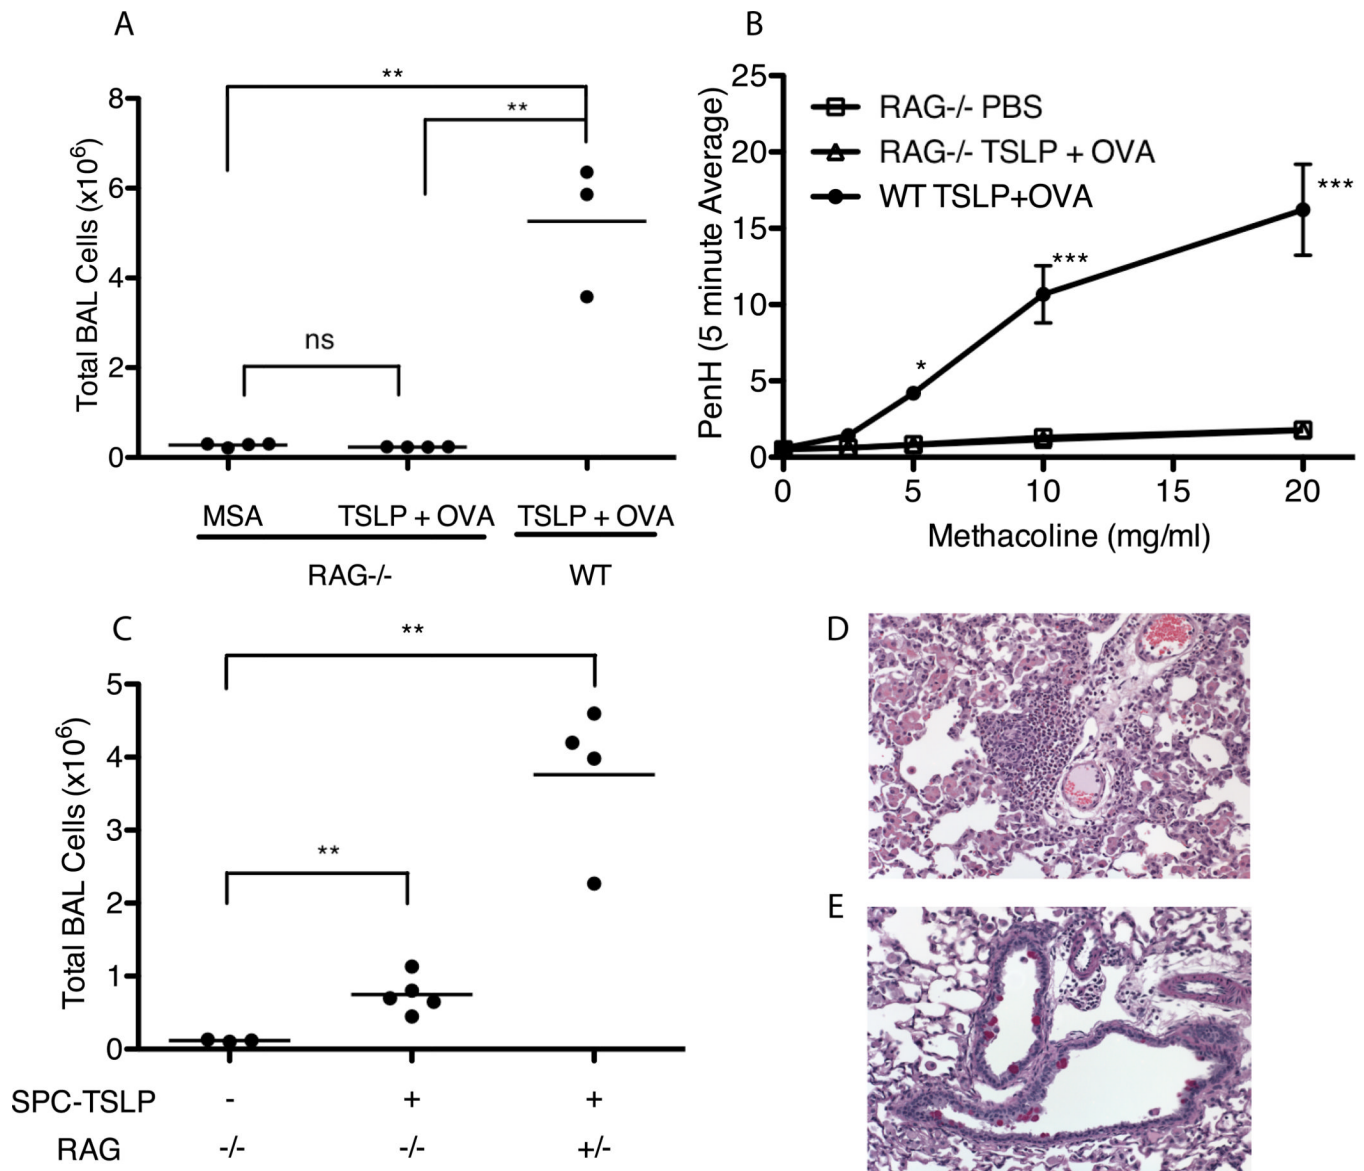 A
**
**
ns
Total BAL Cells (x10⁶)
8
6
4
2
0
MSA TSLP + OVA TSLP + OVA
RAG-/- WT
B
25
20
15
10
5
0
PenH (5 minute Average)
RAG-/- PBS
RAG-/- TSLP + OVA
WT TSLP+OVA
*
***
***
0 5 10 15 20
Methacoline (mg/ml)
C
**
**
Total BAL Cells (x10⁶)
5
4
3
2
1
0
SPC-TSLP - + +
RAG -/- -/- +/-
D
E